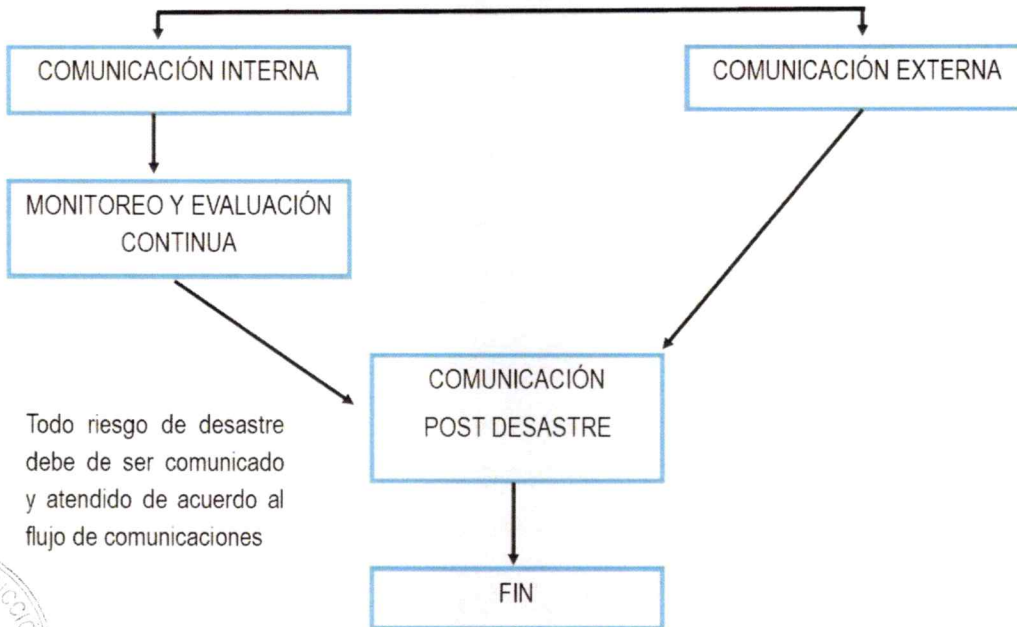 COMUNICACIÓN INTERNA
COMUNICACIÓN EXTERNA
MONITOREO Y EVALUACIÓN
CONTINUA
COMUNICACIÓN
POST DESASTRE
Todo riesgo de desastre
debe de ser comunicado
y atendido de acuerdo al
flujo de comunicaciones
FIN